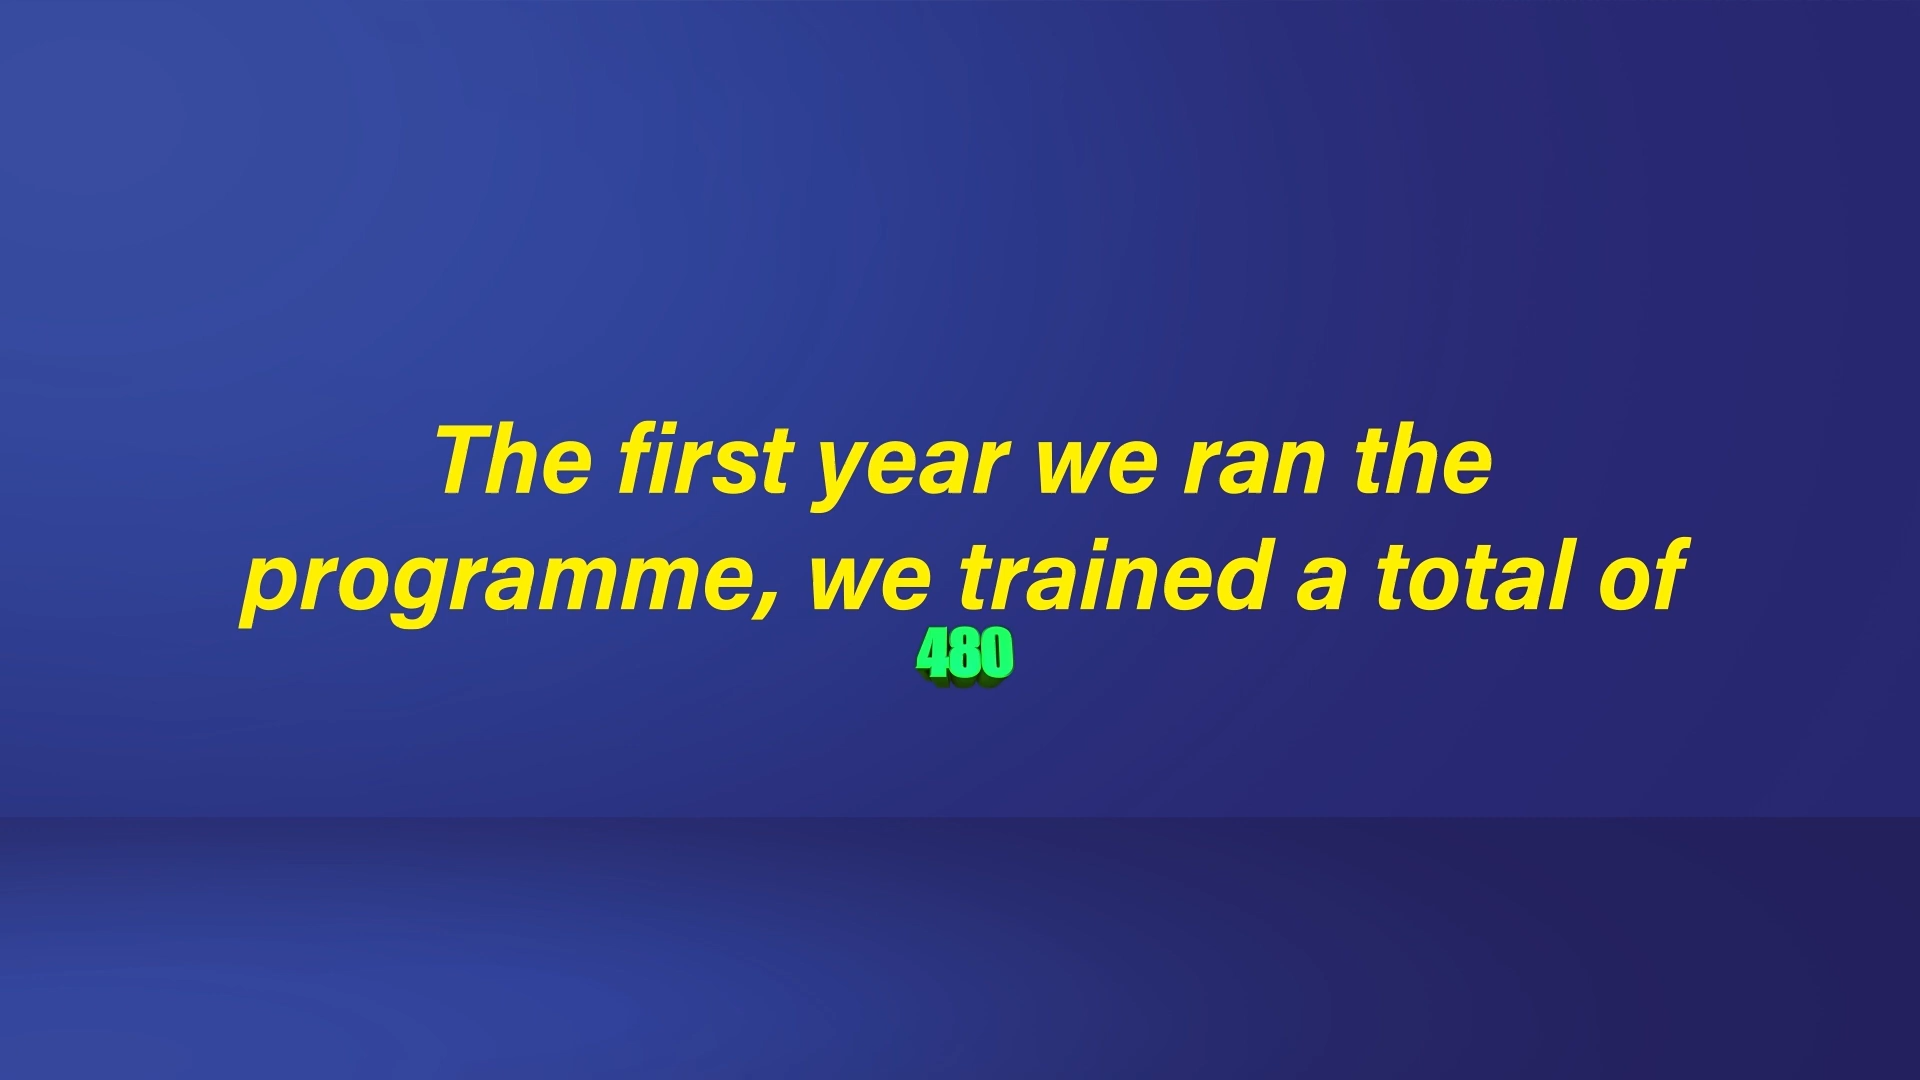 The first year we ran the
programme, we trained a total of
480